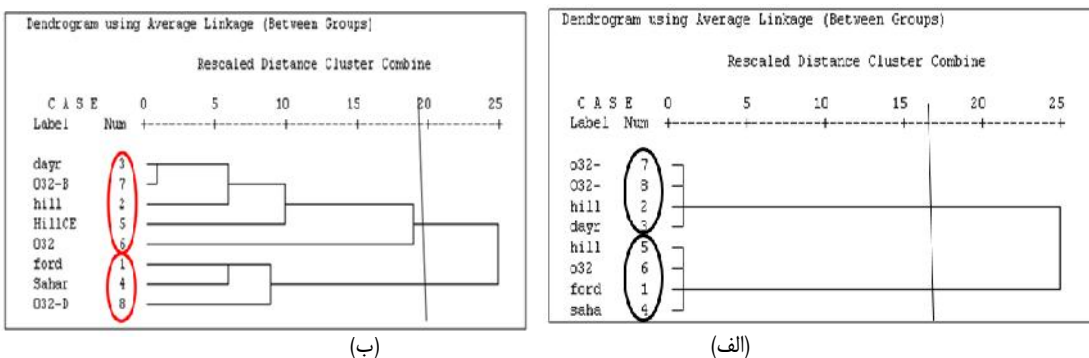 Dendrogram using Average Linkage (Between Groups)
Rescaled Distance Cluster Combine
C A S E 0 5 10 15 20 25
Label Num +---------+---------+---------+---------+---------+
dayr 3
O32-B 7
hill 2
HillCE 5
O32 6
ford 1
Sahar 4
O32-D 8
(ب)
Dendrogram using Average Linkage (Between Groups)
Rescaled Distance Cluster Combine
C A S E 0 5 10 15 20 25
Label Num +---------+---------+---------+---------+---------+
o32- 7
O32- 8
hill 2
dayr 3
hill 5
o32 6
ford 1
saha 4
(الف)